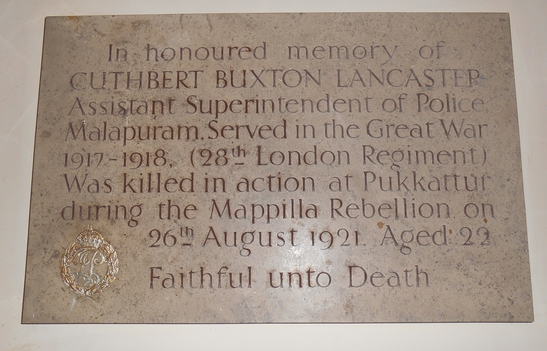 In honoured memory of
CUTHBERT BUXTON LANCASTER
Assistant Superintendent of Police,
Malapuram. Served in the Great War
1917-1918, (28th London Regiment)
Was killed in action at Pukkattur
during the Mappilla Rebellion on
26th August 1921. Aged 22
Faithful unto Death